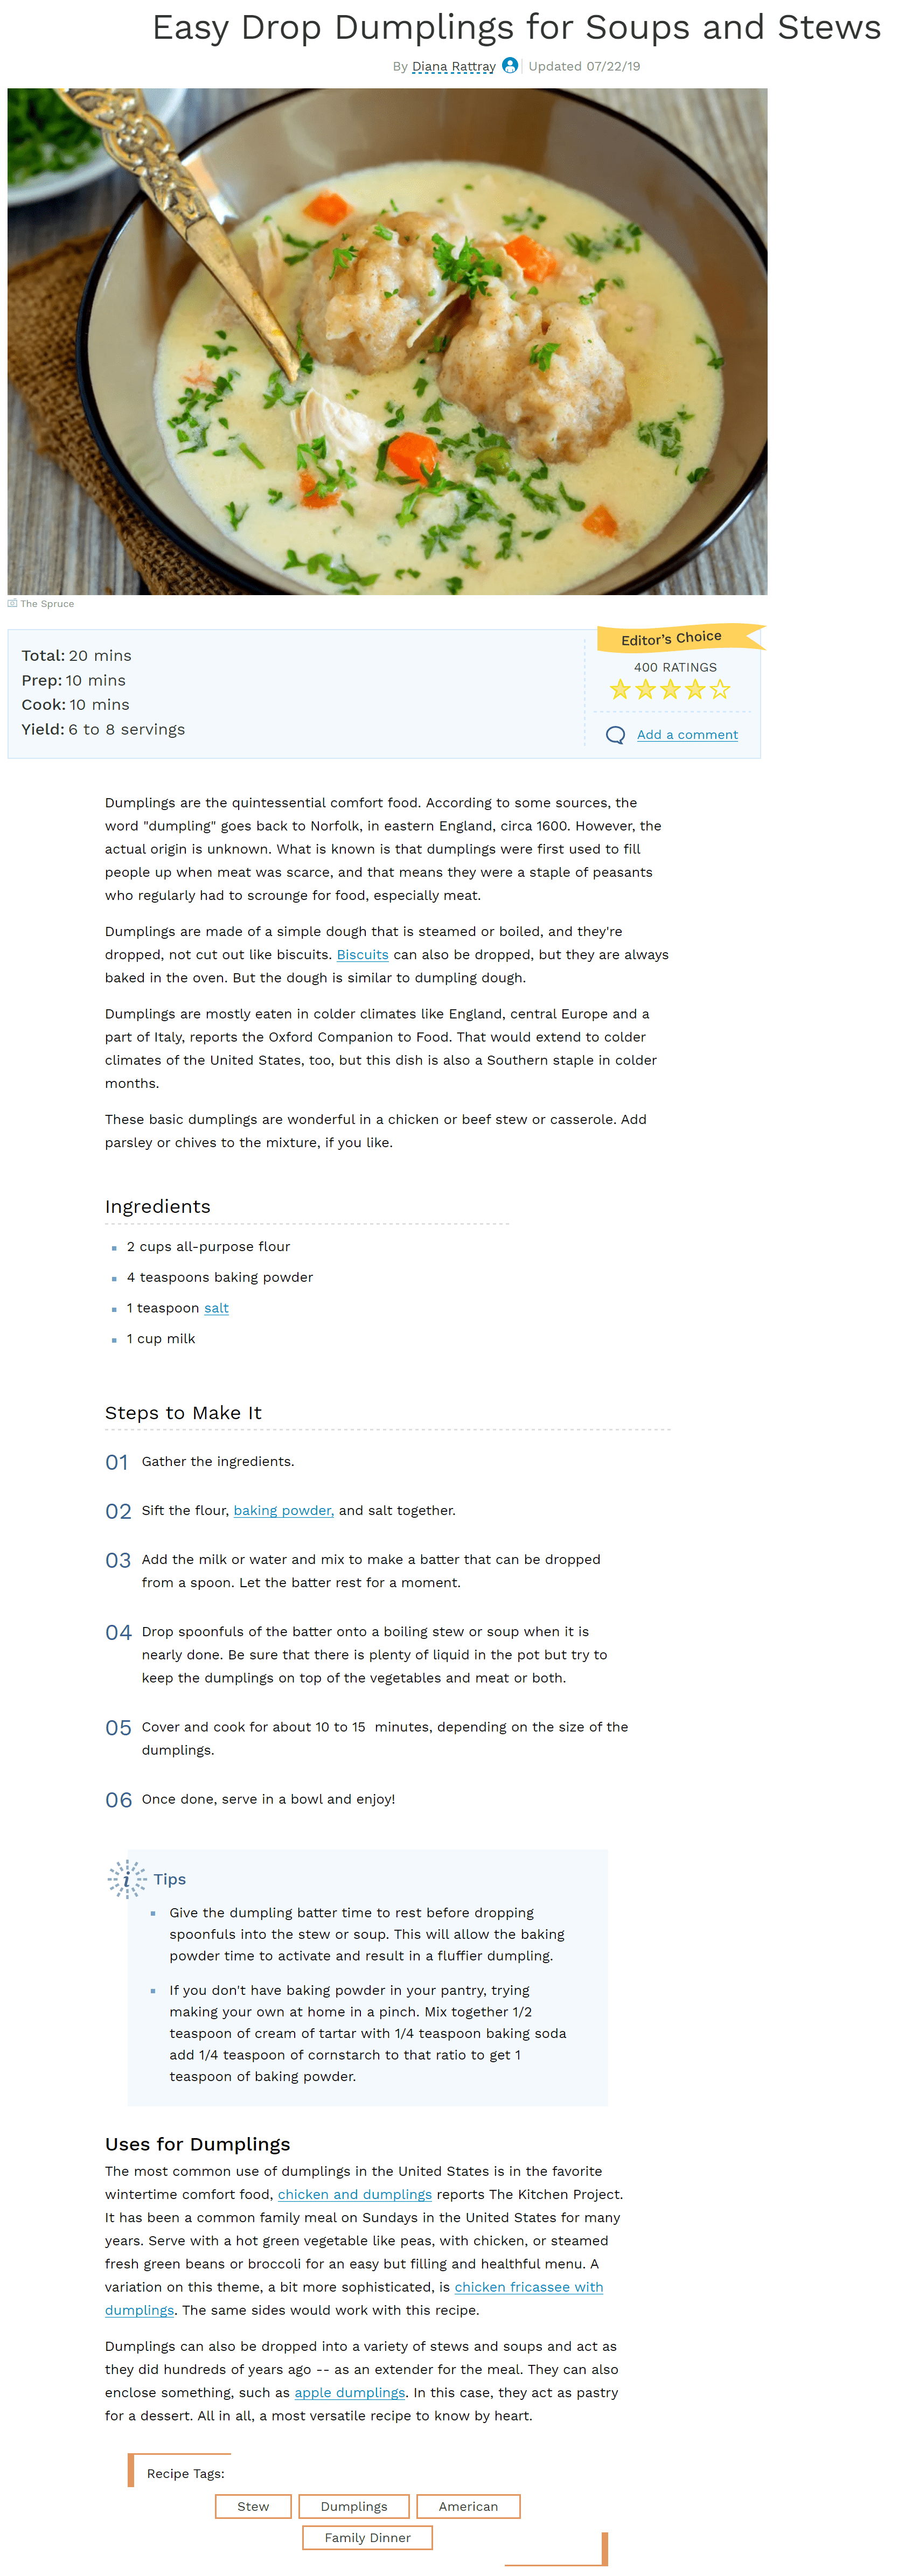 Easy Drop Dumplings for Soups and Stews
By Diana Rattray Updated 07/22/19
The Spruce
Total: 20 mins
Prep: 10 mins
Cook: 10 mins
Yield: 6 to 8 servings
Editor's Choice
400 RATINGS
Add a comment
Dumplings are the quintessential comfort food. According to some sources, the
word "dumpling" goes back to Norfolk, in eastern England, circa 1600. However, the
actual origin is unknown. What is known is that dumplings were first used to fill
people up when meat was scarce, and that means they were a staple of peasants
who regularly had to scrounge for food, especially meat.
Dumplings are made of a simple dough that is steamed or boiled, and they're
dropped, not cut out like biscuits. Biscuits can also be dropped, but they are always
baked in the oven. But the dough is similar to dumpling dough.
Dumplings are mostly eaten in colder climates like England, central Europe and a
part of Italy, reports the Oxford Companion to Food. That would extend to colder
climates of the United States, too, but this dish is also a Southern staple in colder
months.
These basic dumplings are wonderful in a chicken or beef stew or casserole. Add
parsley or chives to the mixture, if you like.
Ingredients
2 cups all-purpose flour
4 teaspoons baking powder
1 teaspoon salt
1 cup milk
Steps to Make It
01 Gather the ingredients.
02 Sift the flour, baking powder, and salt together.
03 Add the milk or water and mix to make a batter that can be dropped
from a spoon. Let the batter rest for a moment.
04 Drop spoonfuls of the batter onto a boiling stew or soup when it is
nearly done. Be sure that there is plenty of liquid in the pot but try to
keep the dumplings on top of the vegetables and meat or both.
05 Cover and cook for about 10 to 15 minutes, depending on the size of the
dumplings.
06 Once done, serve in a bowl and enjoy!
i Tips
Give the dumpling batter time to rest before dropping
spoonfuls into the stew or soup. This will allow the baking
powder time to activate and result in a fluffier dumpling.
If you don't have baking powder in your pantry, trying
making your own at home in a pinch. Mix together 1/2
teaspoon of cream of tartar with 1/4 teaspoon baking soda
add 1/4 teaspoon of cornstarch to that ratio to get 1
teaspoon of baking powder.
Uses for Dumplings
The most common use of dumplings in the United States is in the favorite
wintertime comfort food, chicken and dumplings reports The Kitchen Project.
It has been a common family meal on Sundays in the United States for many
years. Serve with a hot green vegetable like peas, with chicken, or steamed
fresh green beans or broccoli for an easy but filling and healthful menu. A
variation on this theme, a bit more sophisticated, is chicken fricassee with
dumplings. The same sides would work with this recipe.
Dumplings can also be dropped into a variety of stews and soups and act as
they did hundreds of years ago -- as an extender for the meal. They can also
enclose something, such as apple dumplings. In this case, they act as pastry
for a dessert. All in all, a most versatile recipe to know by heart.
Recipe Tags:
Stew Dumplings American
Family Dinner